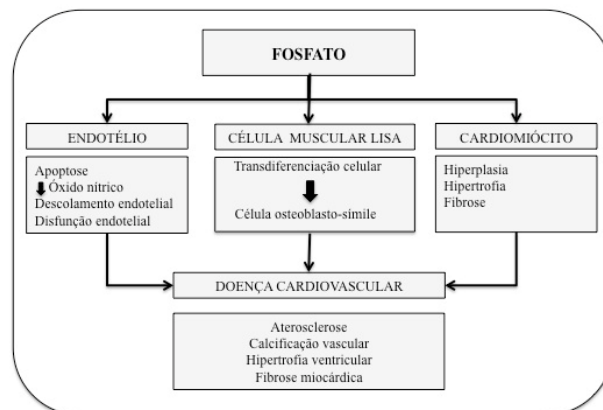 FOSFATO
ENDOTÉLIO
Apoptose
Óxido nítrico
Descolamento endotelial
Disfunção endotelial
CÉLULA MUSCULAR LISA
Transdiferenciação celular
Célula osteoblasto-símile
CARDIOMIÓCITO
Hiperplasia
Hipertrofia
Fibrose
DOENÇA CARDIOVASCULAR
Aterosclerose
Calcificação vascular
Hipertrofia ventricular
Fibrose miocárdica